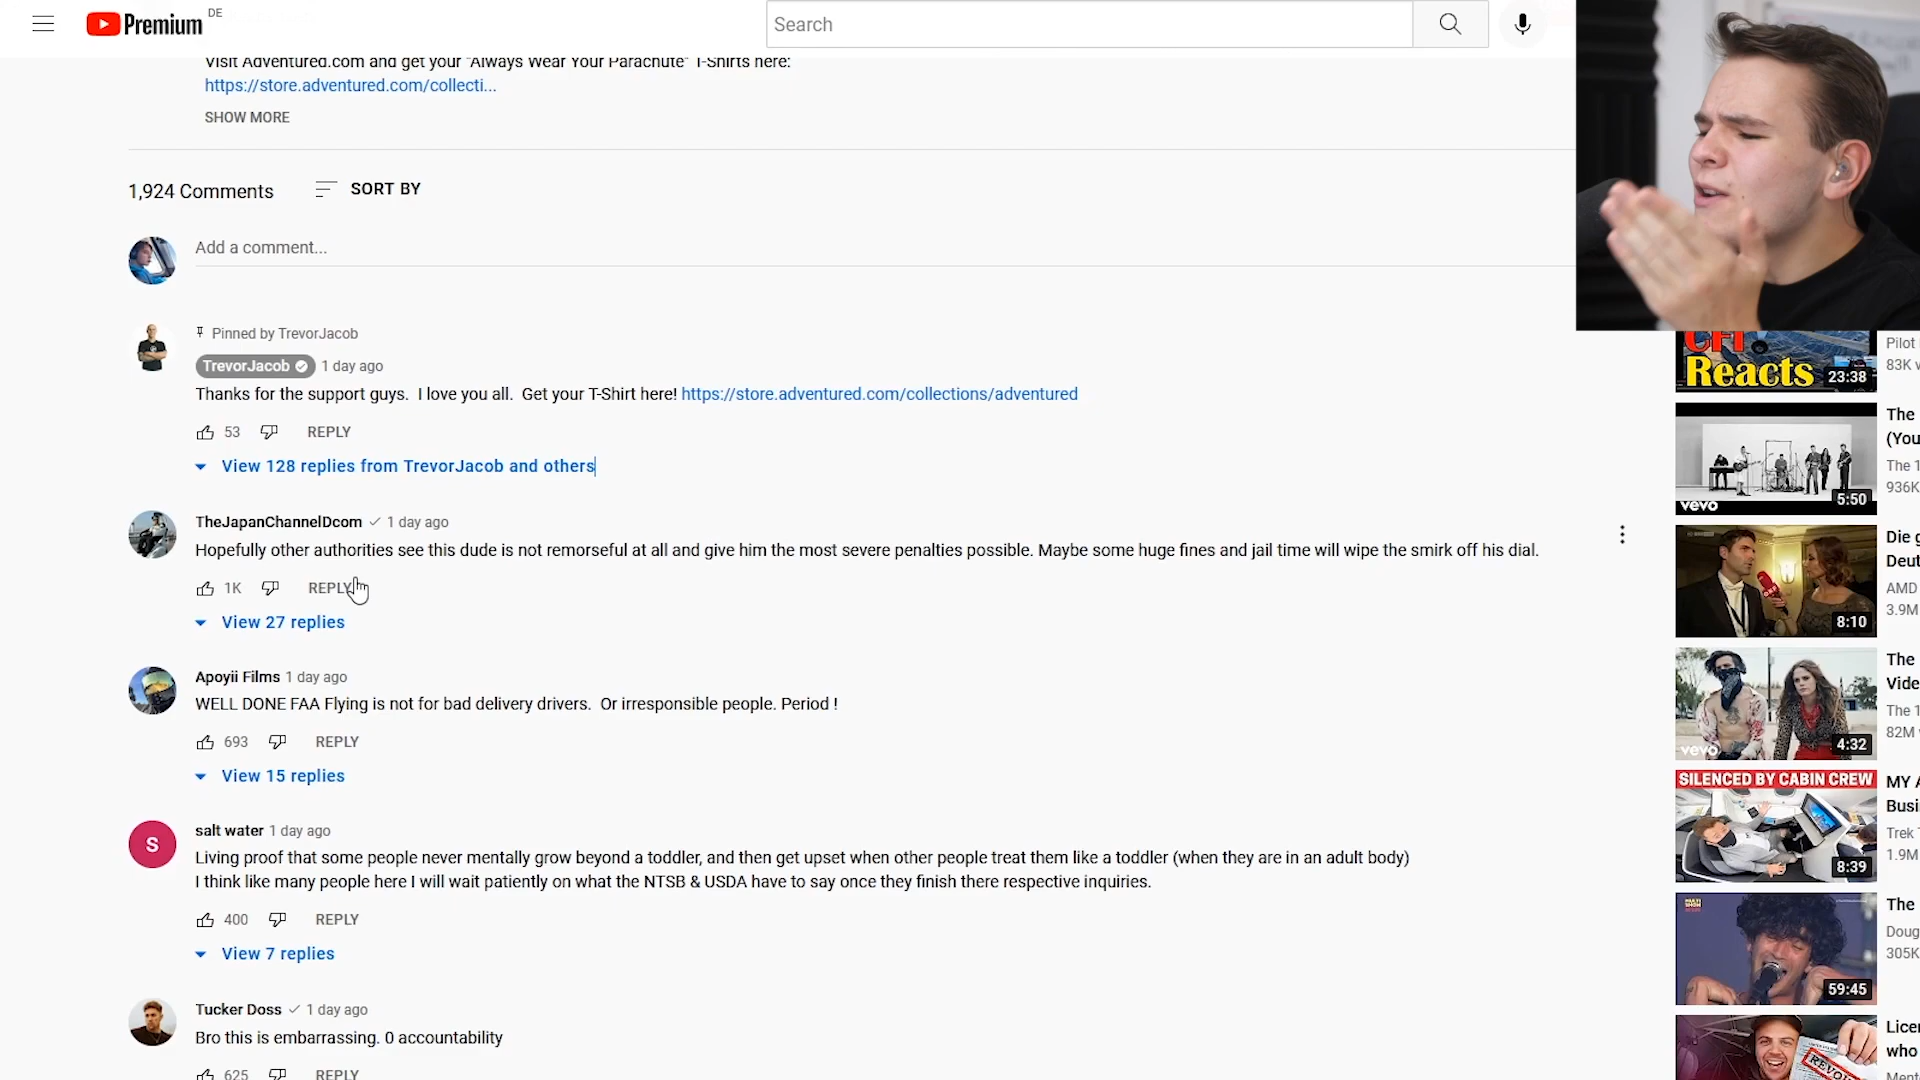 Premium DE
Search
Visit Adventured.com and get your "Always Wear Your Parachute" T-Shirts here:
https://store.adventured.com/collecti...
SHOW MORE
1,924 Comments
SORT BY
Add a comment...
Pinned by TrevorJacob
TrevorJacob 1 day ago
Thanks for the support guys. I love you all. Get your T-Shirt here! https://store.adventured.com/collections/adventured
53 REPLY
View 128 replies from TrevorJacob and others
TheJapanChannelDcom 1 day ago
Hopefully other authorities see this dude is not remorseful at all and give him the most severe penalties possible. Maybe some huge fines and jail time will wipe the smirk off his dial.
1K REPLY
View 27 replies
Apoyii Films 1 day ago
WELL DONE FAA Flying is not for bad delivery drivers. Or irresponsible people. Period !
693 REPLY
View 15 replies
S
salt water 1 day ago
Living proof that some people never mentally grow beyond a toddler, and then get upset when other people treat them like a toddler (when they are in an adult body)
I think like many people here I will wait patiently on what the NTSB & USDA have to say once they finish there respective inquiries.
400 REPLY
View 7 replies
Tucker Doss 1 day ago
Bro this is embarrassing. 0 accountability
625 REPLY
CFI
Reacts
23:38
Pilot
83K
vevo
5:50
The
(You
The 1
936K
8:10
Die g
Deut
AMD
3.9M
vevo
4:32
The
Vide
The 1
82M
SILENCED BY CABIN CREW
8:39
MY A
Busi
Trek
1.9M
59:45
The
Doug
305K
REVO
Licen
who
Ment